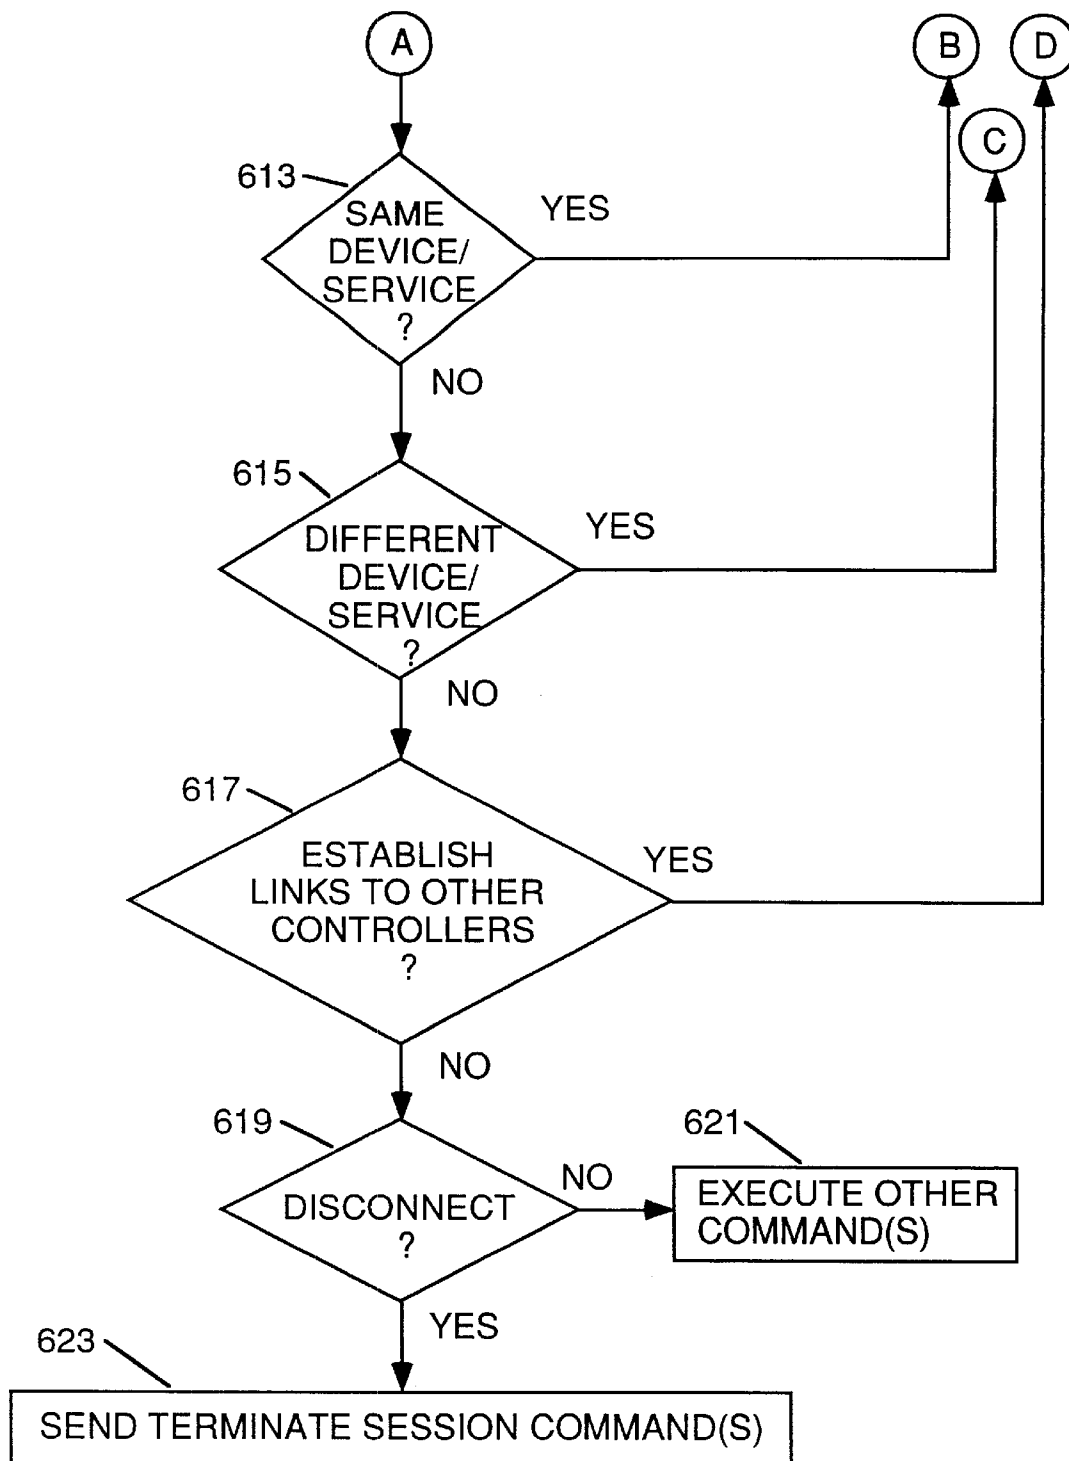 A
B
D
C
613
SAME
DEVICE/
SERVICE
?
YES
NO
615
DIFFERENT
DEVICE/
SERVICE
?
YES
NO
617
ESTABLISH
LINKS TO OTHER
CONTROLLERS
?
YES
NO
619
DISCONNECT
?
NO
621
EXECUTE OTHER
COMMAND(S)
YES
623
SEND TERMINATE SESSION COMMAND(S)